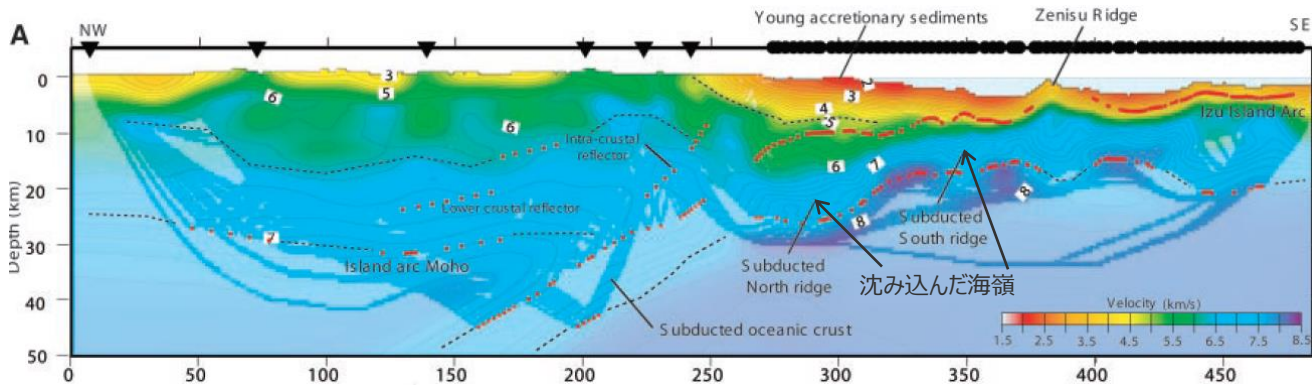 A
NW
Young accretionary sediments
Zenisu Ridge
SE
0
10
20
30
40
50
Depth (km)
3
5
6
6
7
2
3
4
5
6
7
8
8
Izu Island Arc
Intra-crustal
reflector
Lower crustal reflector
Island arc Moho
Subducted
North ridge
Subducted
South ridge
沈み込んだ海嶺
Subducted oceanic crust
Velocity (km/s)
1.5 2.5 3.5 4.5 5.5 6.5 7.5 8.5
0 50 100 150 200 250 300 350 400 450